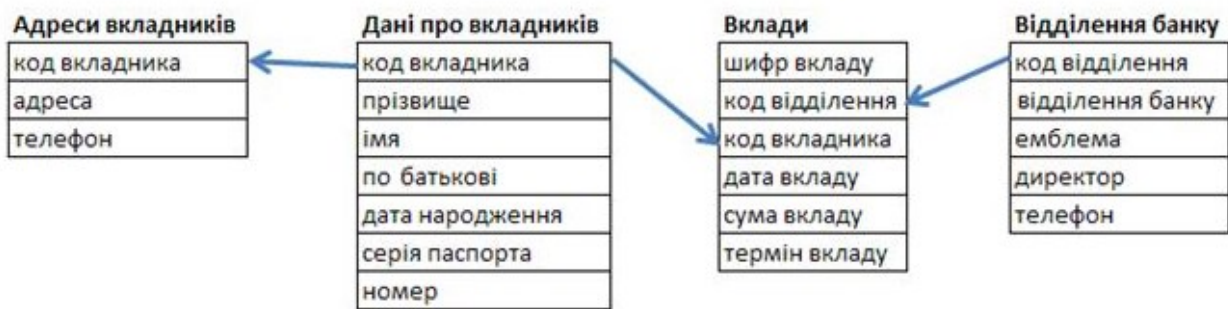 Адреси вкладників
код вкладника
адреса
телефон
Дані про вкладників
код вкладника
прізвище
імя
по батькові
дата народження
серія паспорта
номер
Вклади
шифр вкладу
код відділення
код вкладника
дата вкладу
сума вкладу
термін вкладу
Відділення банку
код відділення
відділення банку
емблема
директор
телефон